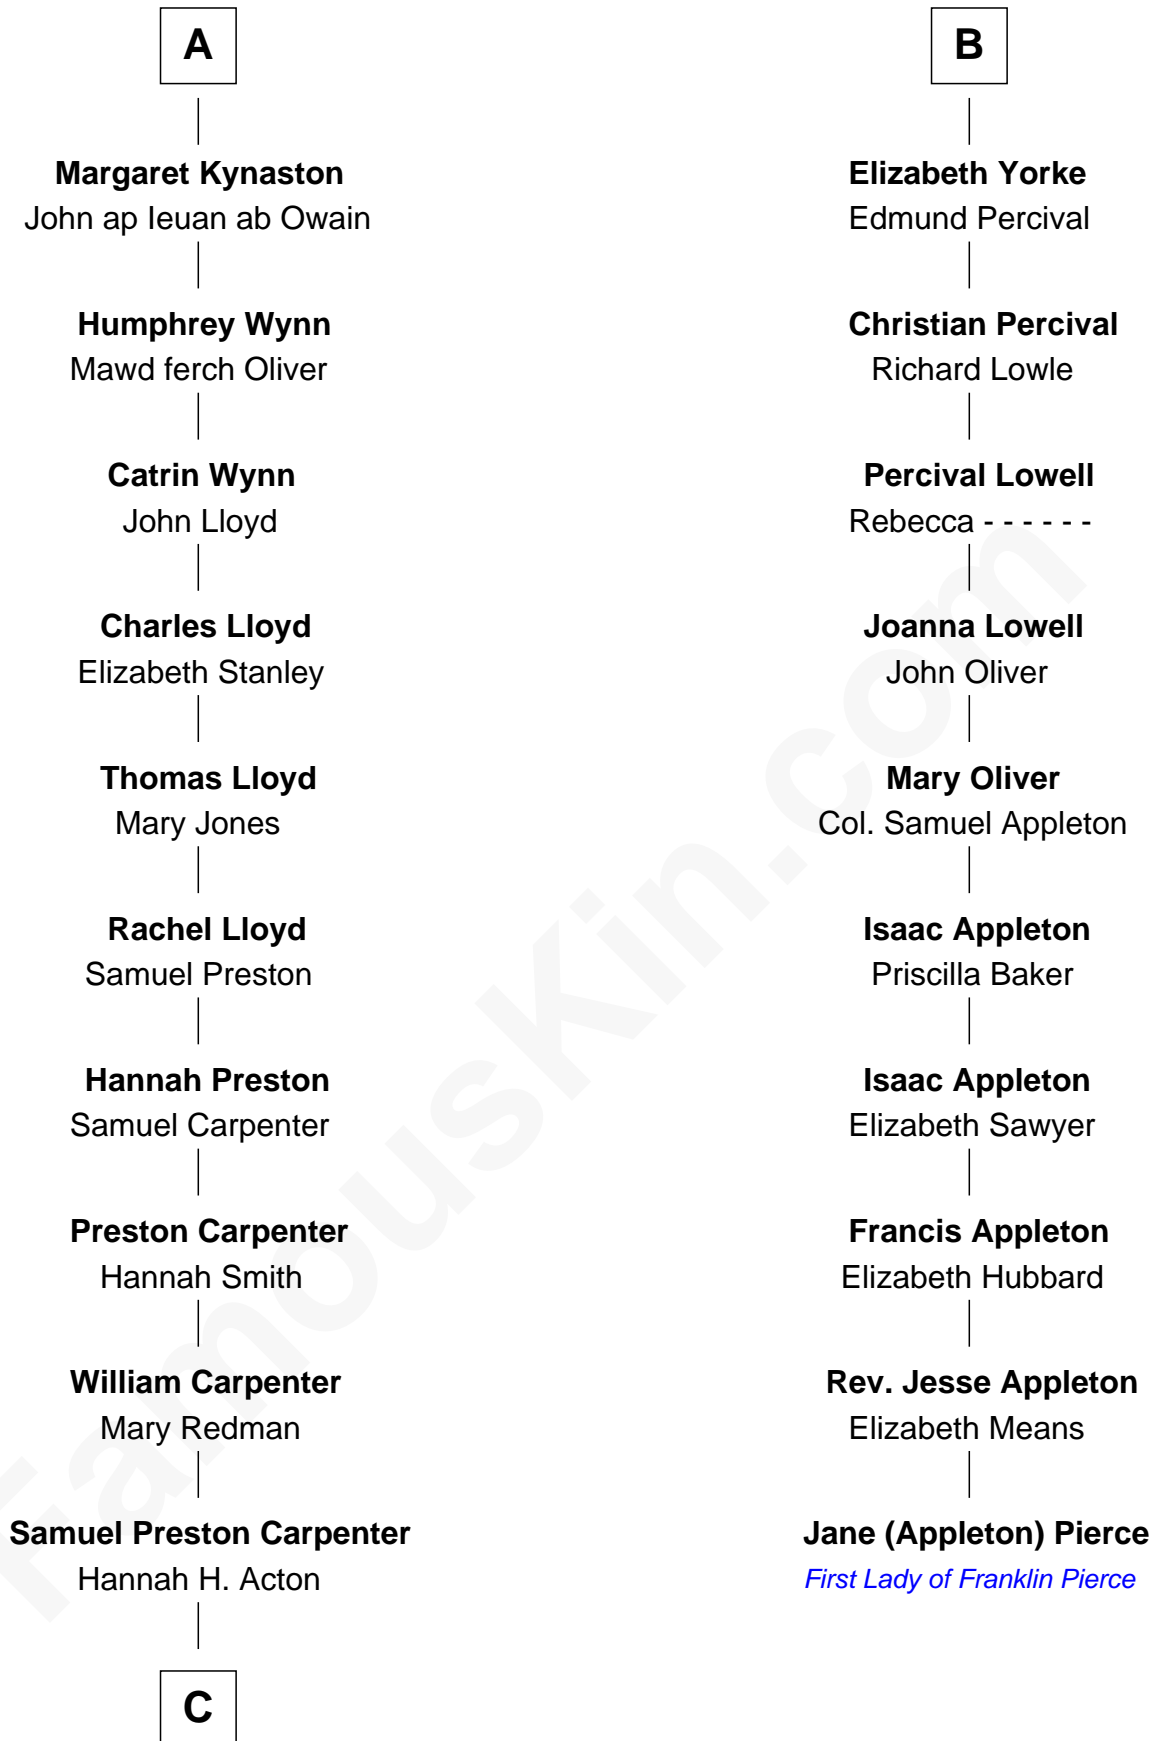 A
Margaret Kynaston
John ap Ieuan ab Owain
Humphrey Wynn
Mawd ferch Oliver
Catrin Wynn
John Lloyd
Charles Lloyd
Elizabeth Stanley
Thomas Lloyd
Mary Jones
Rachel Lloyd
Samuel Preston
Hannah Preston
Samuel Carpenter
Preston Carpenter
Hannah Smith
William Carpenter
Mary Redman
Samuel Preston Carpenter
Hannah H. Acton
C
B
Elizabeth Yorke
Edmund Percival
Christian Percival
Richard Lowle
Percival Lowell
Rebecca - - - - - -
Joanna Lowell
John Oliver
Mary Oliver
Col. Samuel Appleton
Isaac Appleton
Priscilla Baker
Isaac Appleton
Elizabeth Sawyer
Francis Appleton
Elizabeth Hubbard
Rev. Jesse Appleton
Elizabeth Means
Jane (Appleton) Pierce
First Lady of Franklin Pierce
FamousKin.com